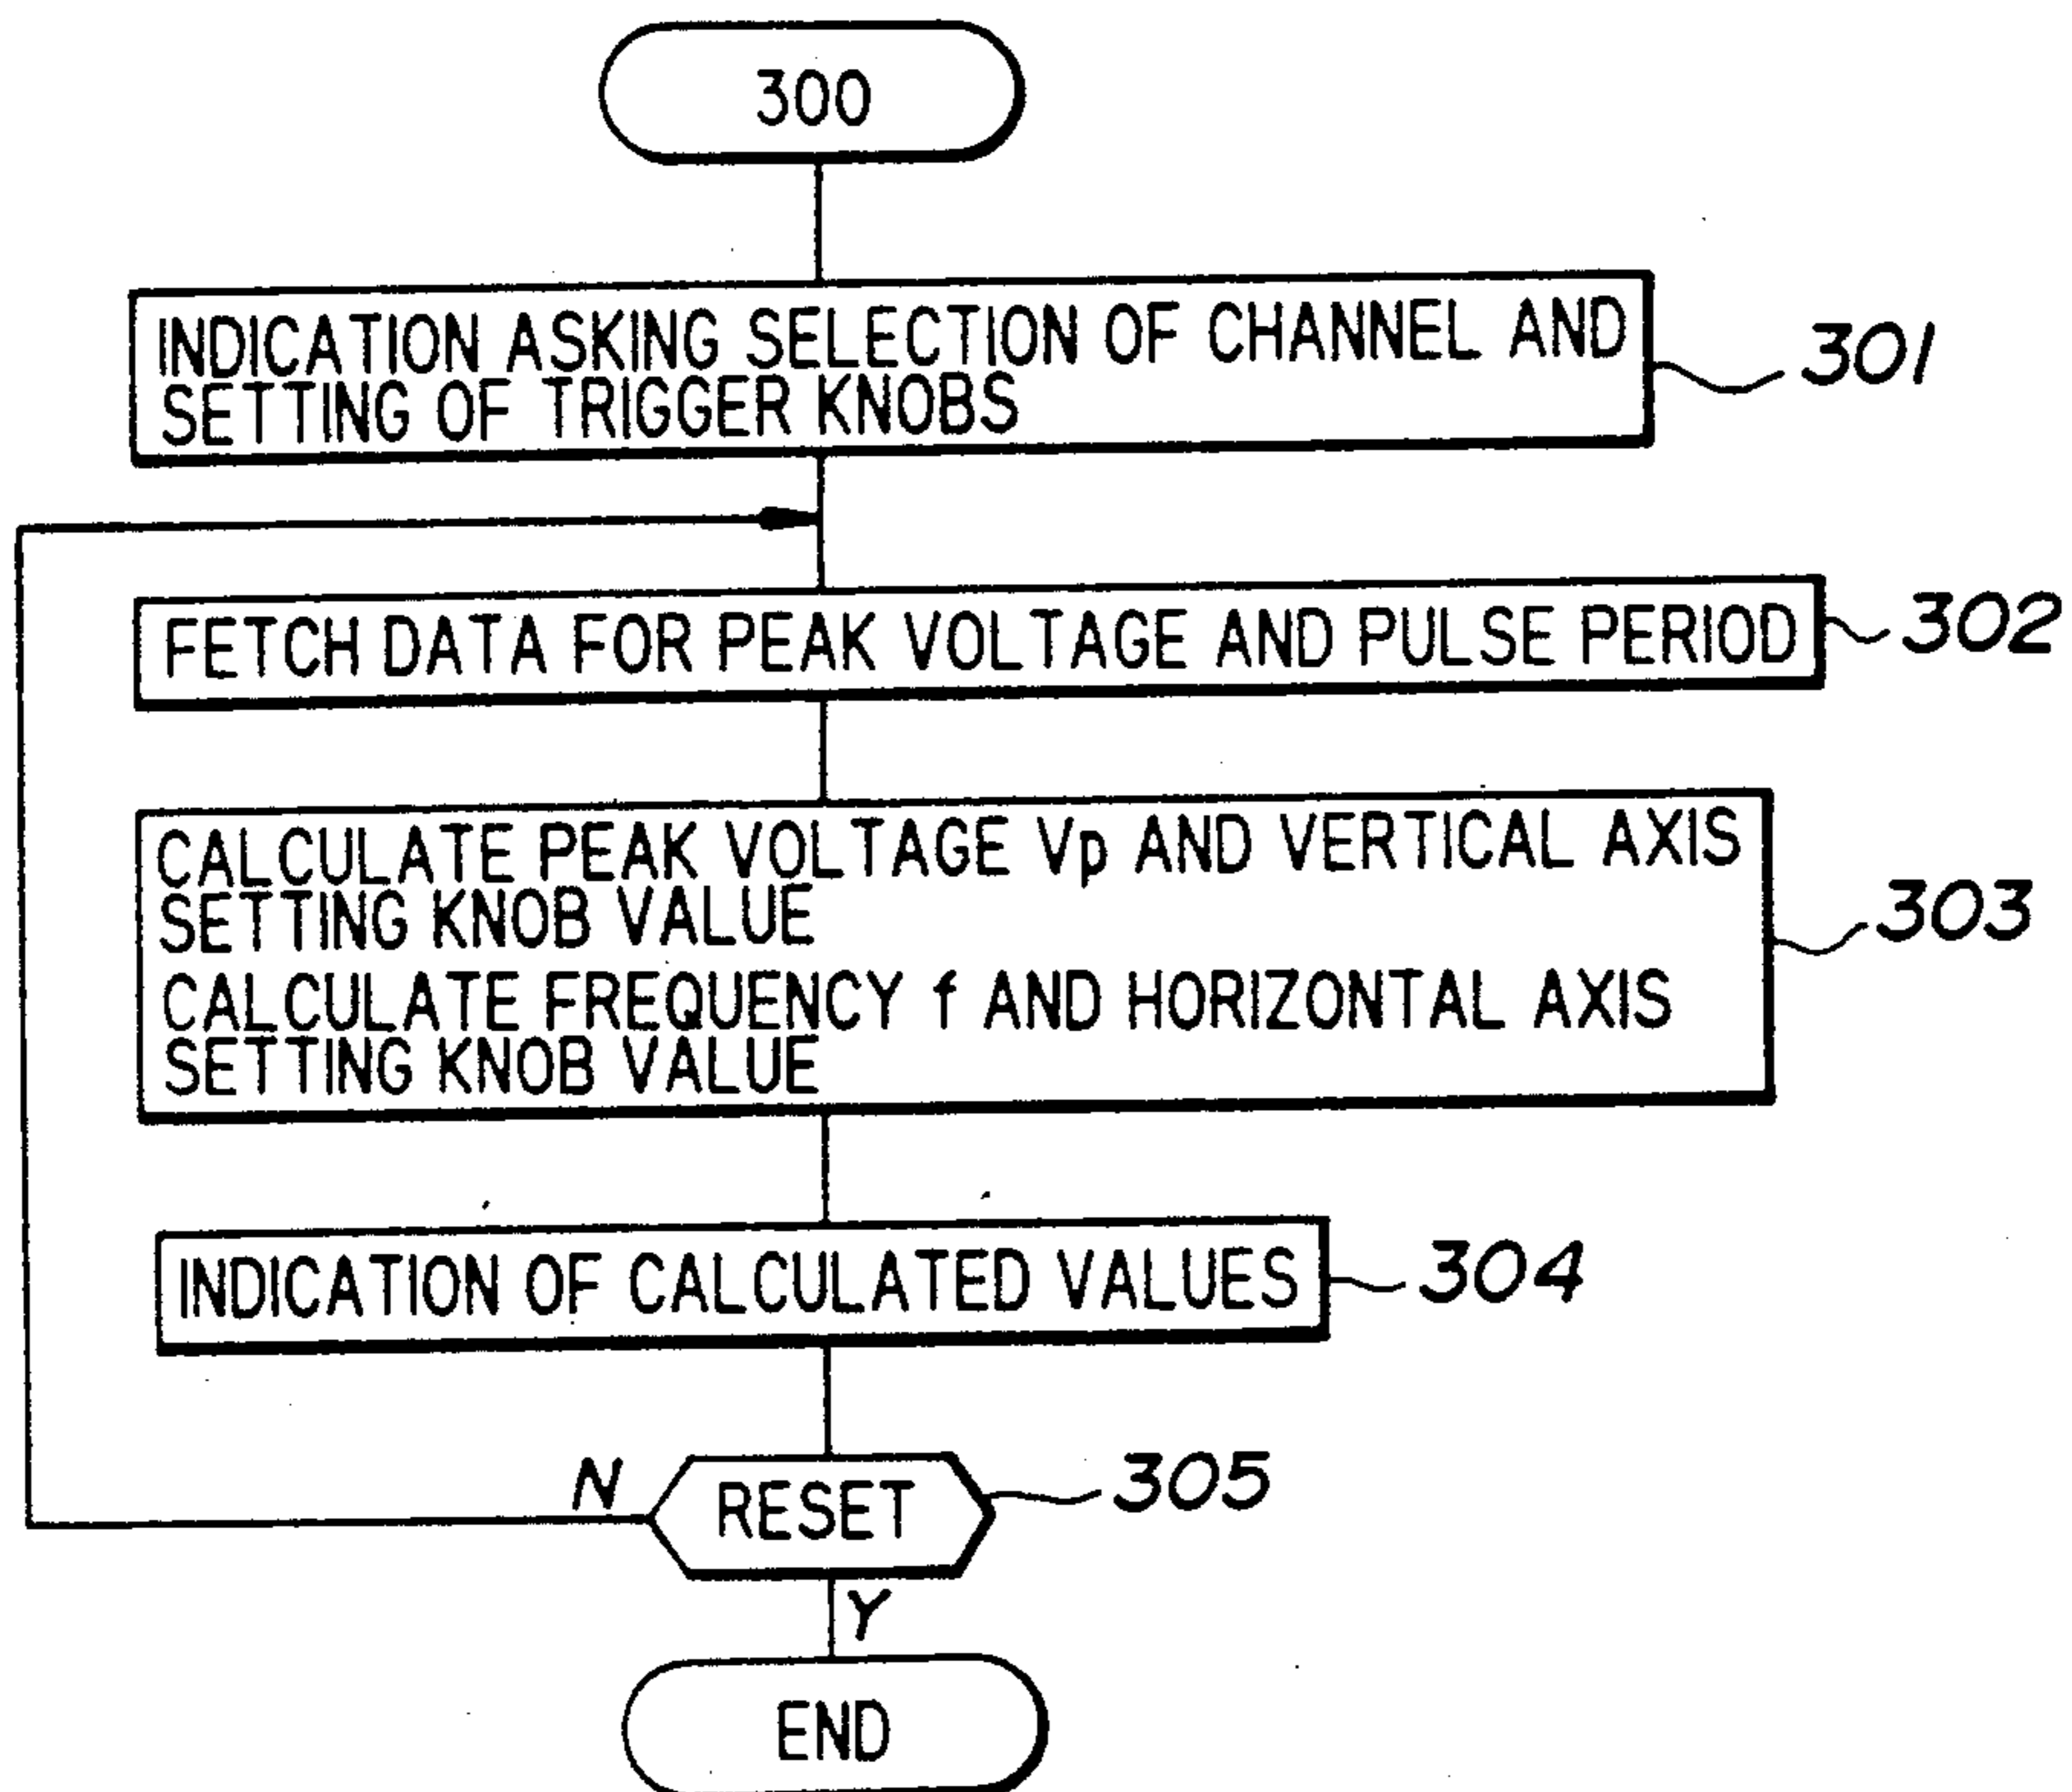 300
INDICATION ASKING SELECTION OF CHANNEL AND
SETTING OF TRIGGER KNOBS
301
FETCH DATA FOR PEAK VOLTAGE AND PULSE PERIOD
302
CALCULATE PEAK VOLTAGE Vp AND VERTICAL AXIS
SETTING KNOB VALUE
CALCULATE FREQUENCY f AND HORIZONTAL AXIS
SETTING KNOB VALUE
303
INDICATION OF CALCULATED VALUES
304
N
RESET
305
Y
END